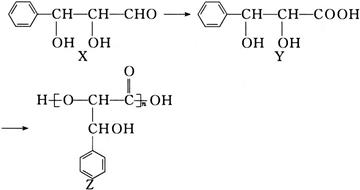 CH—CH—CHO → CH—CH—COOH
OH OH OH OH
X Y
O
H—[O—CH—C]ₙOH
CHOH
Z